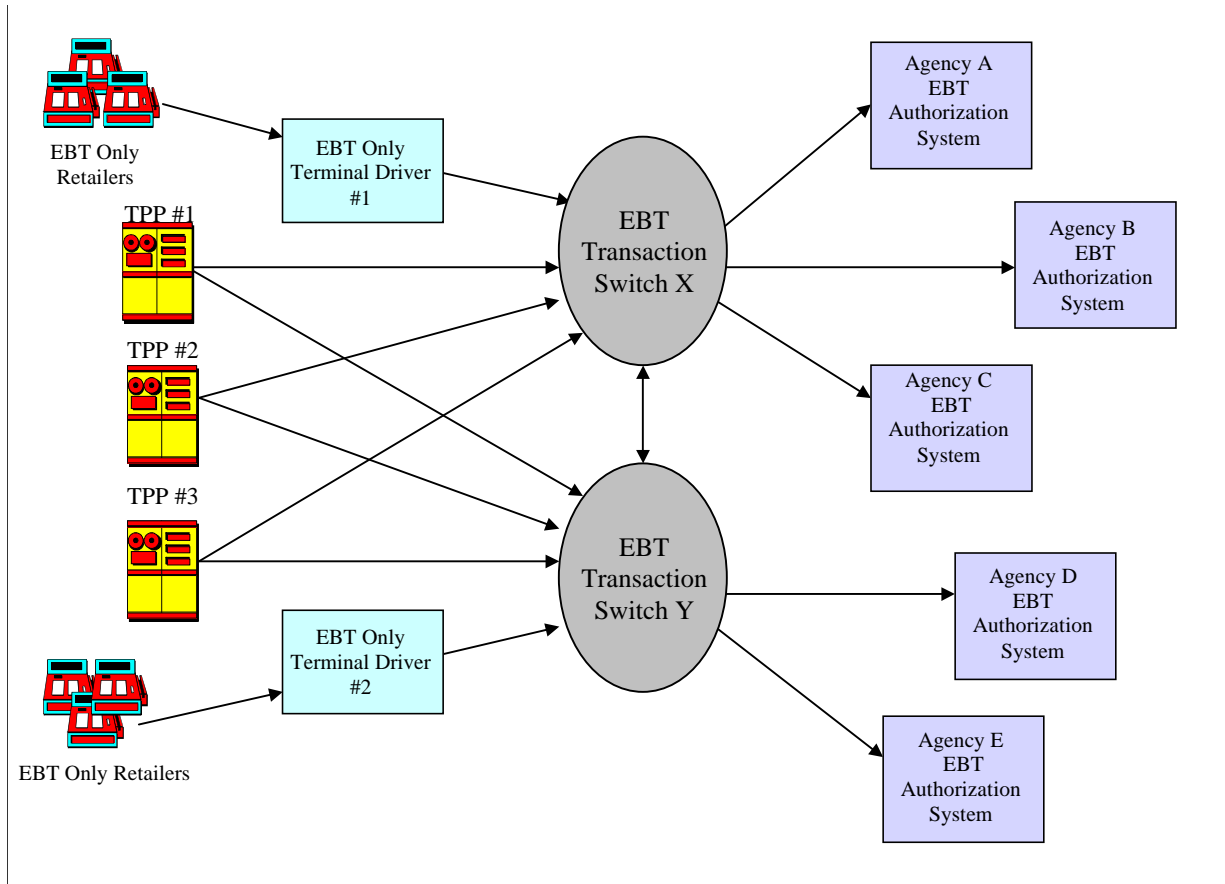 EBT Only
Retailers
EBT Only
Terminal Driver
#1
TPP #1
TPP #2
TPP #3
EBT Only
Terminal Driver
#2
EBT Only Retailers
EBT
Transaction
Switch X
EBT
Transaction
Switch Y
Agency A
EBT
Authorization
System
Agency B
EBT
Authorization
System
Agency C
EBT
Authorization
System
Agency D
EBT
Authorization
System
Agency E
EBT
Authorization
System